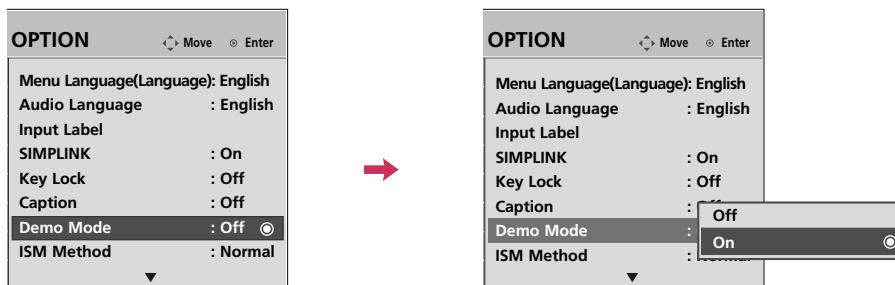 OPTION Move Enter
Menu Language(Language): English
Audio Language : English
Input Label
SIMPLINK : On
Key Lock : Off
Caption : Off
Demo Mode : Off
ISM Method : Normal
OPTION Move Enter
Menu Language(Language): English
Audio Language : English
Input Label
SIMPLINK : On
Key Lock : Off
Caption :
Demo Mode :
ISM Method :
Off
On